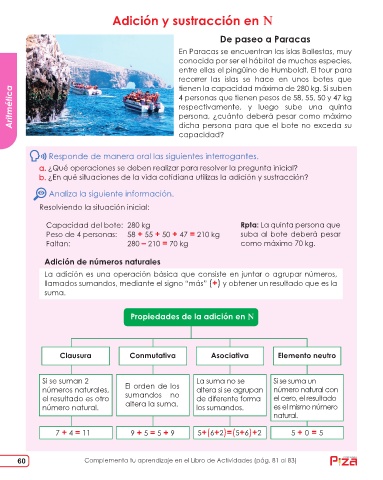 Adición y sustracción en N
Aritmética
De paseo a Paracas
En Paracas se encuentran las islas Ballestas, muy
conocida por ser el hábitat de muchas especies,
entre ellas el pingüino de Humboldt. El tour para
recorrer las islas se hace en unos botes que
tienen la capacidad máxima de 280 kg. Si suben
4 personas que tienen pesos de 58, 55, 50 y 47 kg
respectivamente, y luego sube una quinta
persona, ¿cuánto deberá pesar como máximo
dicha persona para que el bote no exceda su
capacidad?
Responde de manera oral las siguientes interrogantes.
a. ¿Qué operaciones se deben realizar para resolver la pregunta inicial?
b. ¿En qué situaciones de la vida cotidiana utilizas la adición y sustracción?
Analiza la siguiente información.
Resolviendo la situación inicial:
Capacidad del bote: 280 kg
Peso de 4 personas: 58 + 55 + 50 + 47 = 210 kg
Faltan: 280 – 210 = 70 kg
Rpta: La quinta persona que
suba al bote deberá pesar
como máximo 70 kg.
Adición de números naturales
La adición es una operación básica que consiste en juntar o agrupar números,
llamados sumandos, mediante el signo “más” (+) y obtener un resultado que es la
suma.
Propiedades de la adición en N
Clausura
Si se suman 2
números naturales,
el resultado es otro
número natural.
7 + 4 = 11
Conmutativa
El orden de los
sumandos no
altera la suma.
9 + 5 = 5 + 9
Asociativa
La suma no se
altera si se agrupan
de diferente forma
los sumandos.
5+(6+2)=(5+6)+2
Elemento neutro
Si se suma un
número natural con
el cero, el resultado
es el mismo número
natural.
5 + 0 = 5
60
Complementa tu aprendizaje en el Libro de Actividades (pág. 81 al 83)
Piza